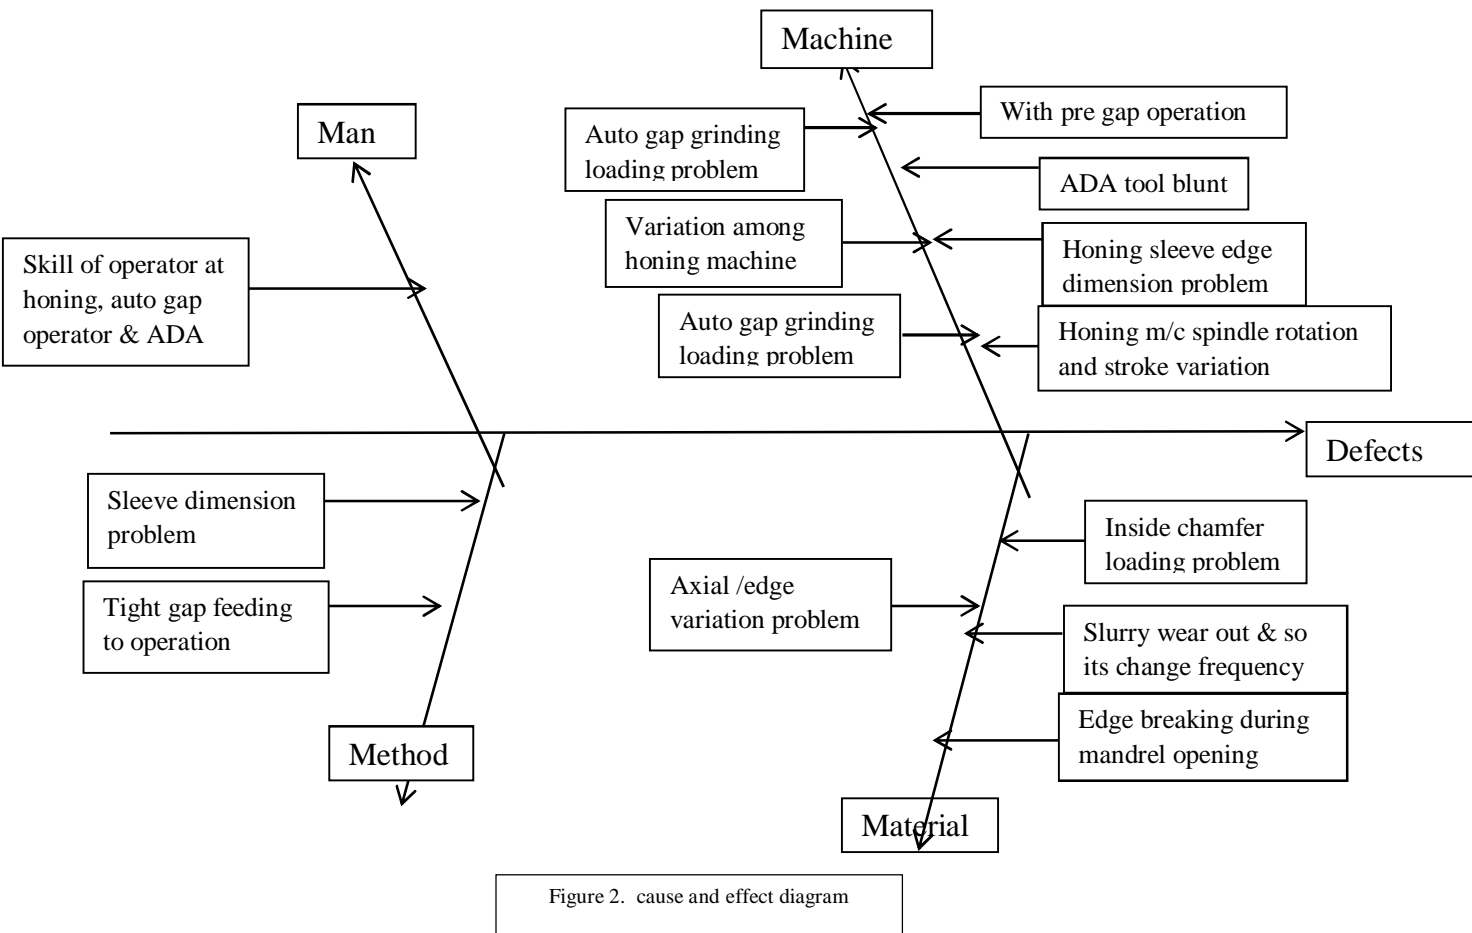 Machine
Man
With pre gap operation
Auto gap grinding
loading problem
ADA tool blunt
Variation among
honing machine
Honing sleeve edge
dimension problem
Skill of operator at
honing, auto gap
operator & ADA
Auto gap grinding
loading problem
Honing m/c spindle rotation
and stroke variation
Defects
Sleeve dimension
problem
Inside chamfer
loading problem
Axial /edge
variation problem
Tight gap feeding
to operation
Slurry wear out & so
its change frequency
Edge breaking during
mandrel opening
Method
Material
Figure 2. cause and effect diagram